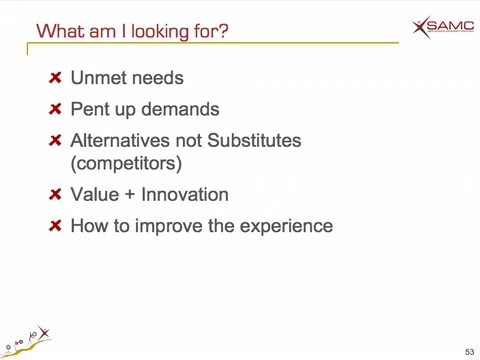 What am I looking for?
SAMC
Unmet needs
Pent up demands
Alternatives not Substitutes
(competitors)
Value + Innovation
How to improve the experience
53